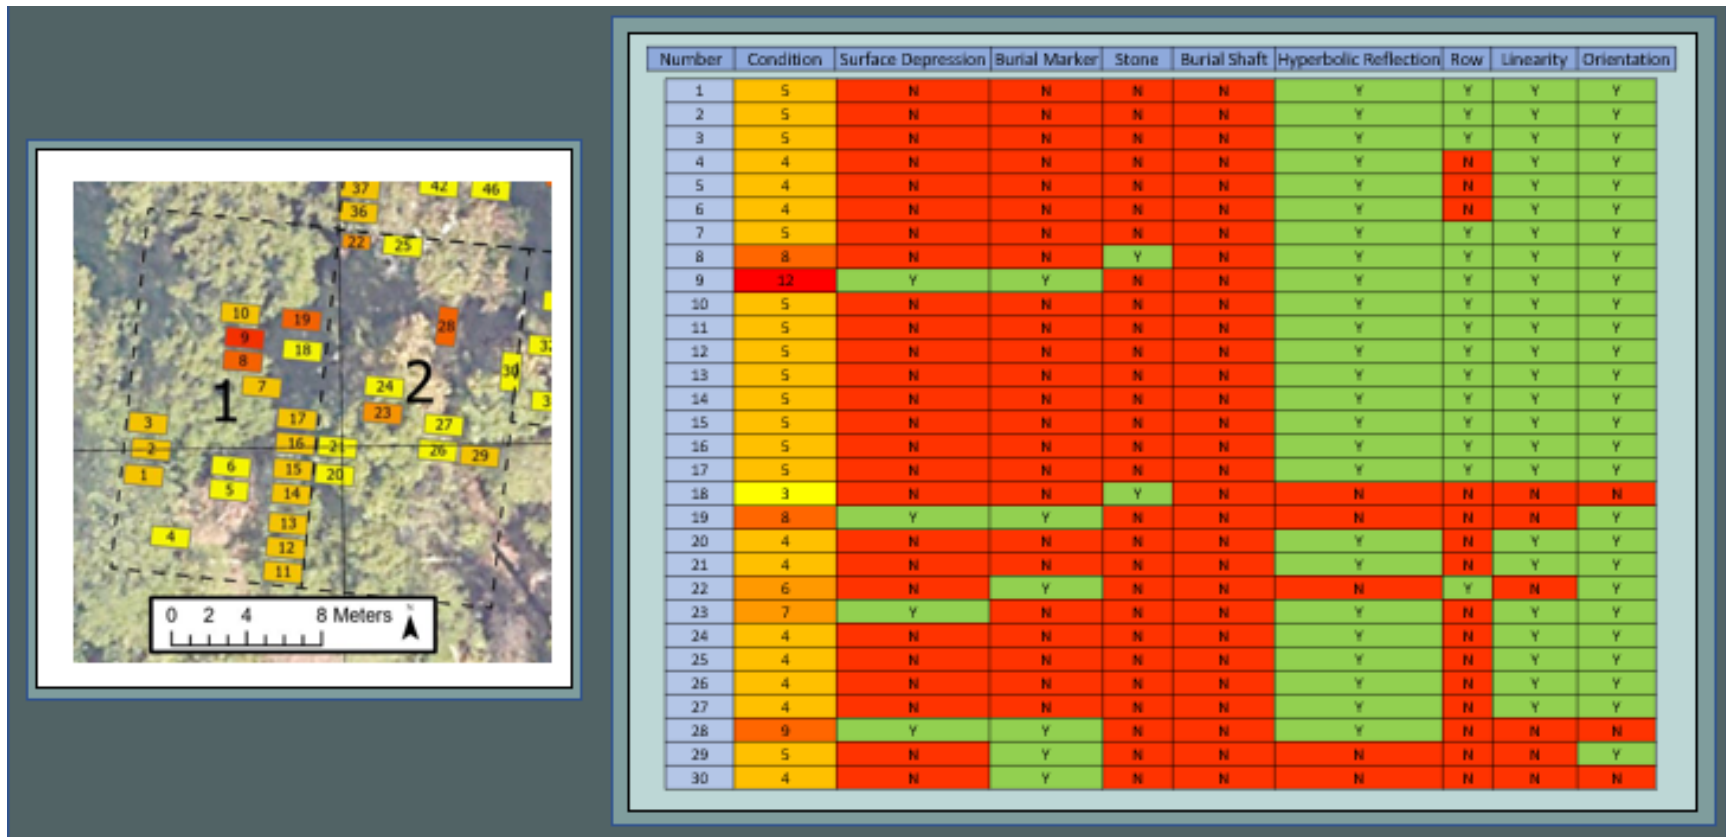 37 42 46
36
22 25
10 19 28
9
18 32
8 30
7 24
1 2
23 3
3 17 27
2 16 21 26 29
1 6 15 20
5 14
13
4 12
11
0 2 4 8 Meters
N
Number Condition Surface Depression Burial Marker Stone Burial Shaft Hyperbolic Reflection Row Linearity Orientation
1 5 N N N N Y Y Y Y
2 5 N N N N Y Y Y Y
3 5 N N N N Y Y Y Y
4 4 N N N N Y N Y Y
5 4 N N N N Y N Y Y
6 4 N N N N Y N Y Y
7 5 N N N N Y Y Y Y
8 8 N N Y N Y Y Y Y
9 12 Y Y N N Y Y Y Y
10 5 N N N N Y Y Y Y
11 5 N N N N Y Y Y Y
12 5 N N N N Y Y Y Y
13 5 N N N N Y Y Y Y
14 5 N N N N Y Y Y Y
15 5 N N N N Y Y Y Y
16 5 N N N N Y Y Y Y
17 5 N N N N Y Y Y Y
18 3 N N Y N N N N N
19 8 Y Y N N N N N Y
20 4 N N N N Y N Y Y
21 4 N N N N Y N Y Y
22 6 N Y N N N Y N Y
23 7 Y N N N Y N Y Y
24 4 N N N N Y N Y Y
25 4 N N N N Y N Y Y
26 4 N N N N Y N Y Y
27 4 N N N N Y N Y Y
28 9 Y Y N N Y N N N
29 5 N Y N N N N N Y
30 4 N Y N N N N N N